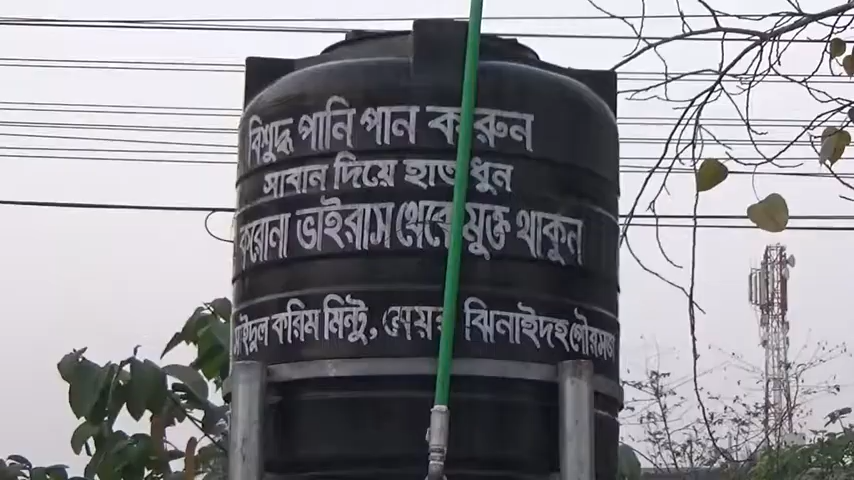 বিশুদ্ধ পানি পান করুন
সাবান দিয়ে হাত ধুন
করোনা ভাইরাস থেকে মুক্ত থাকুন
সাইদুল করিম মিন্টু, মেয়র ঝিনাইদহ পৌরসভা